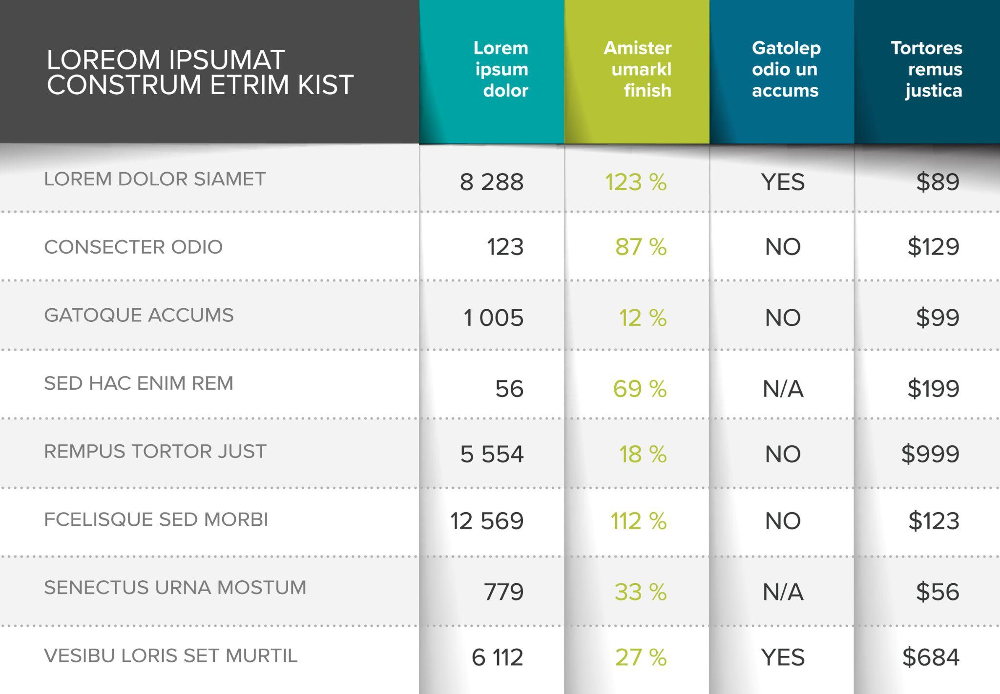 LOREOM IPSUMAT
CONSTRUM ETRIM KIST
Lorem
ipsum
dolor
Amister
umarkl
finish
Gatolep
odio un
accums
Tortores
remus
justica
LOREM DOLOR SIAMET 8 288 123 % YES $89
CONSECTER ODIO 123 87 % NO $129
GATOQUE ACCUMS 1 005 12 % NO $99
SED HAC ENIM REM 56 69 % N/A $199
REMPUS TORTOR JUST 5 554 18 % NO $999
FCELISQUE SED MORBI 12 569 112 % NO $123
SENECTUS URNA MOSTUM 779 33 % N/A $56
VESIBU LORIS SET MURTIL 6 112 27 % YES $684